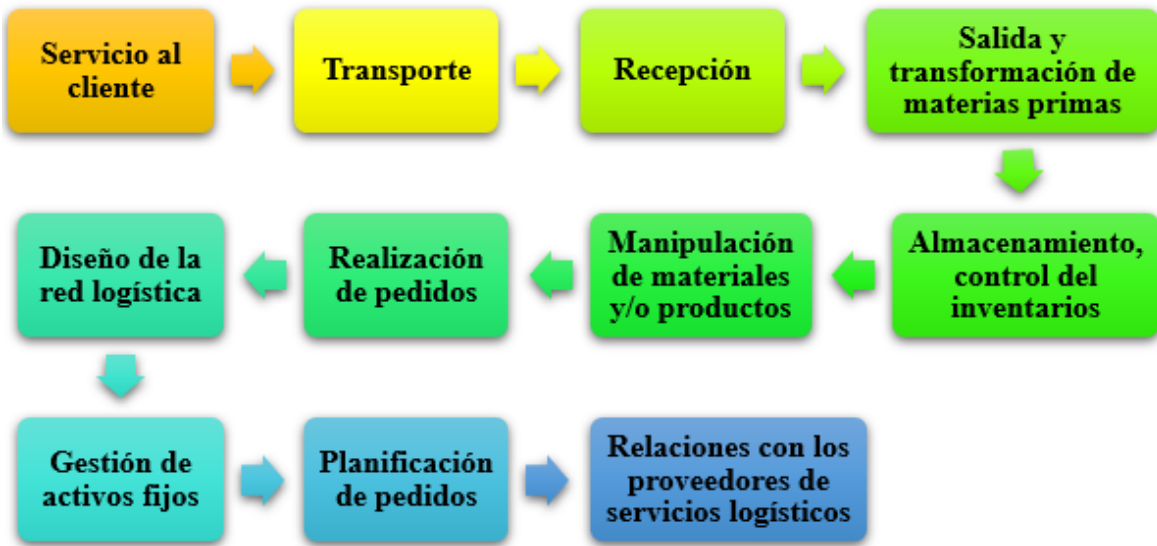 Servicio al
cliente
Transporte
Recepción
Salida y
transformación de
materias primas
Almacenamiento,
control del
inventarios
Manipulación
de materiales
y/o productos
Realización
de pedidos
Diseño de la
red logística
Gestión de
activos fijos
Planificación
de pedidos
Relaciones con los
proveedores de
servicios logísticos